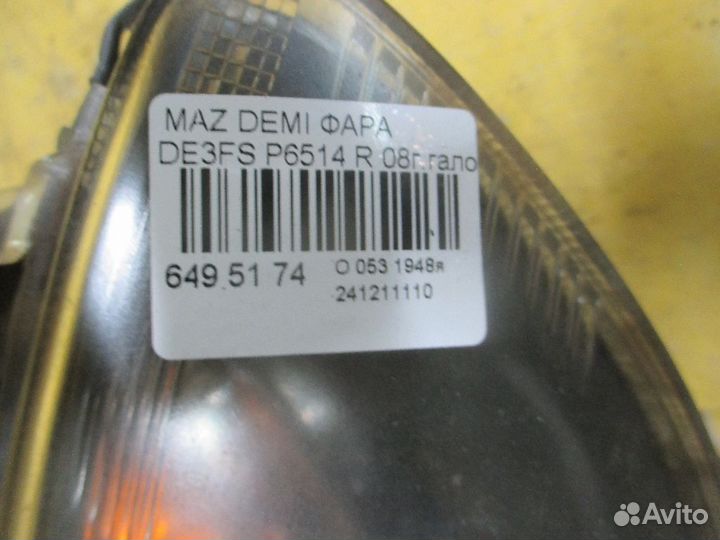 MAZ DEMI ФАРА
DE3FS P6514 R 08г.гало
649 51 74
О 053 1948я
241211110
Avito